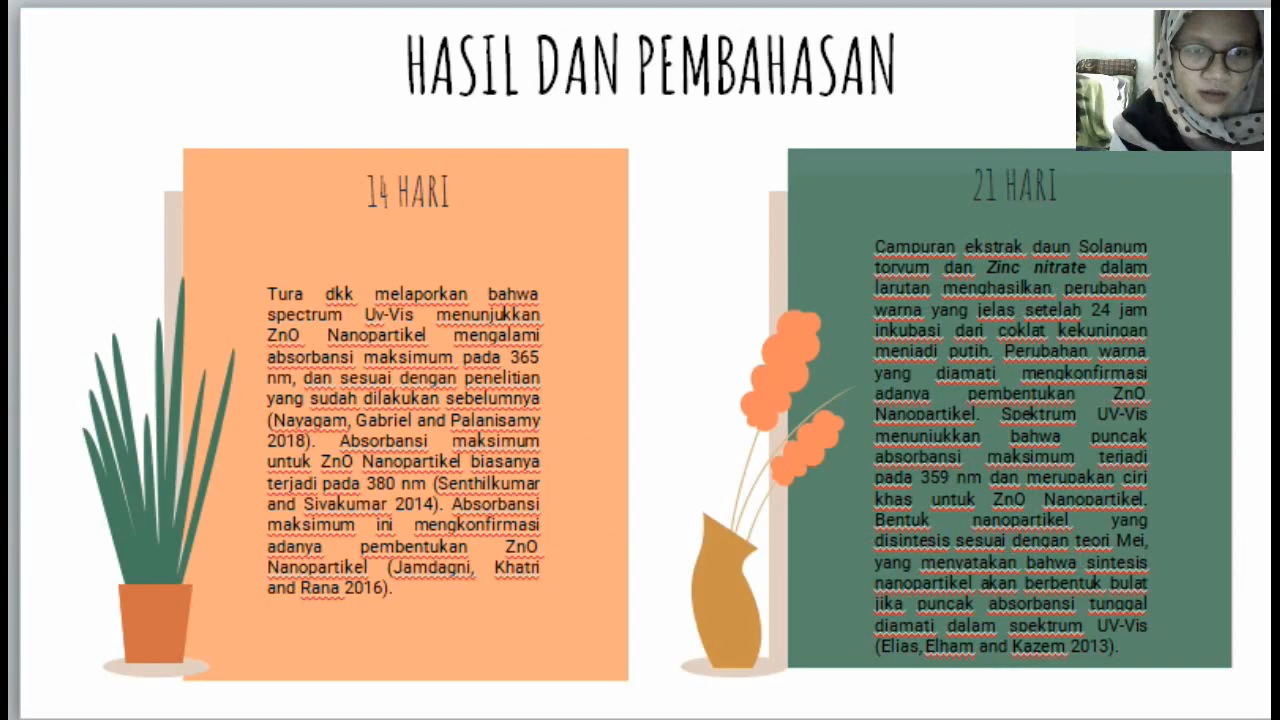 HASIL DAN PEMBAHASAN
14 HARI
Tura dkk melaporkan bahwa
spectrum Uv-Vis menunjukkan
ZnO Nanopartikel mengalami
absorbansi maksimum pada 365
nm, dan sesuai dengan penelitian
yang sudah dilakukan sebelumnya
(Nayagam, Gabriel and Palanisamy
2018). Absorbansi maksimum
untuk ZnO Nanopartikel biasanya
terjadi pada 380 nm (Senthilkumar
and Sivakumar 2014). Absorbansi
maksimum ini mengkonfirmasi
adanya pembentukan ZnO
Nanopartikel (Jamdagni, Khatri
and Rana 2016).
21 HARI
Campuran ekstrak daun Solanum
torvum dan Zinc nitrate dalam
larutan menghasilkan perubahan
warna yang jelas setelah 24 jam
inkubasi dari coklat kekuningan
menjadi putih. Perubahan warna
yang diamati mengkonfirmasi
adanya pembentukan ZnO
Nanopartikel. Spektrum UV-Vis
menunjukkan bahwa puncak
absorbansi maksimum terjadi
pada 359 nm dan merupakan ciri
khas untuk ZnO Nanopartikel.
Bentuk nanopartikel yang
disintesis sesuai dengan teori Mei,
yang menyatakan bahwa sintesis
nanopartikel akan berbentuk bulat
jika puncak absorbansi tunggal
diamati dalam spektrum UV-Vis
(Elias, Elham and Kazem 2013).